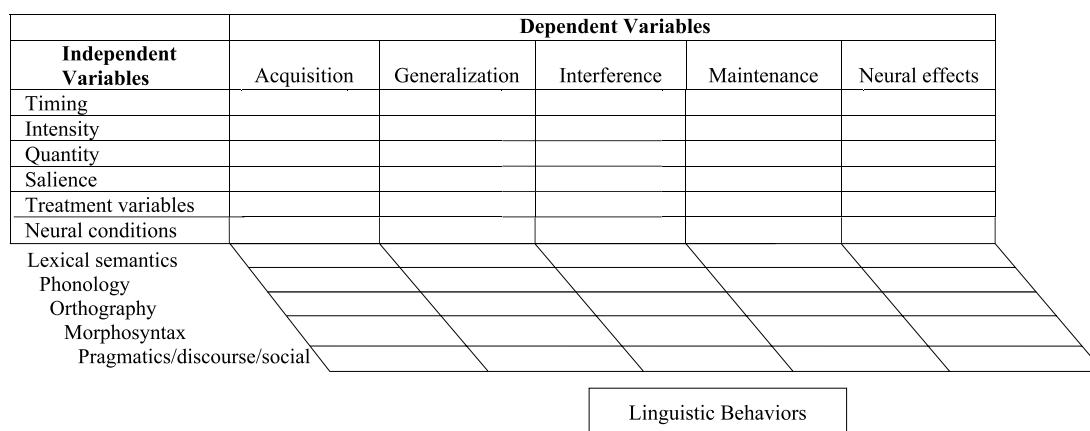 Dependent Variables
Independent
Variables
Acquisition Generalization Interference Maintenance Neural effects
Timing
Intensity
Quantity
Salience
Treatment variables
Neural conditions
Lexical semantics
Phonology
Orthography
Morphosyntax
Pragmatics/discourse/social
Linguistic Behaviors